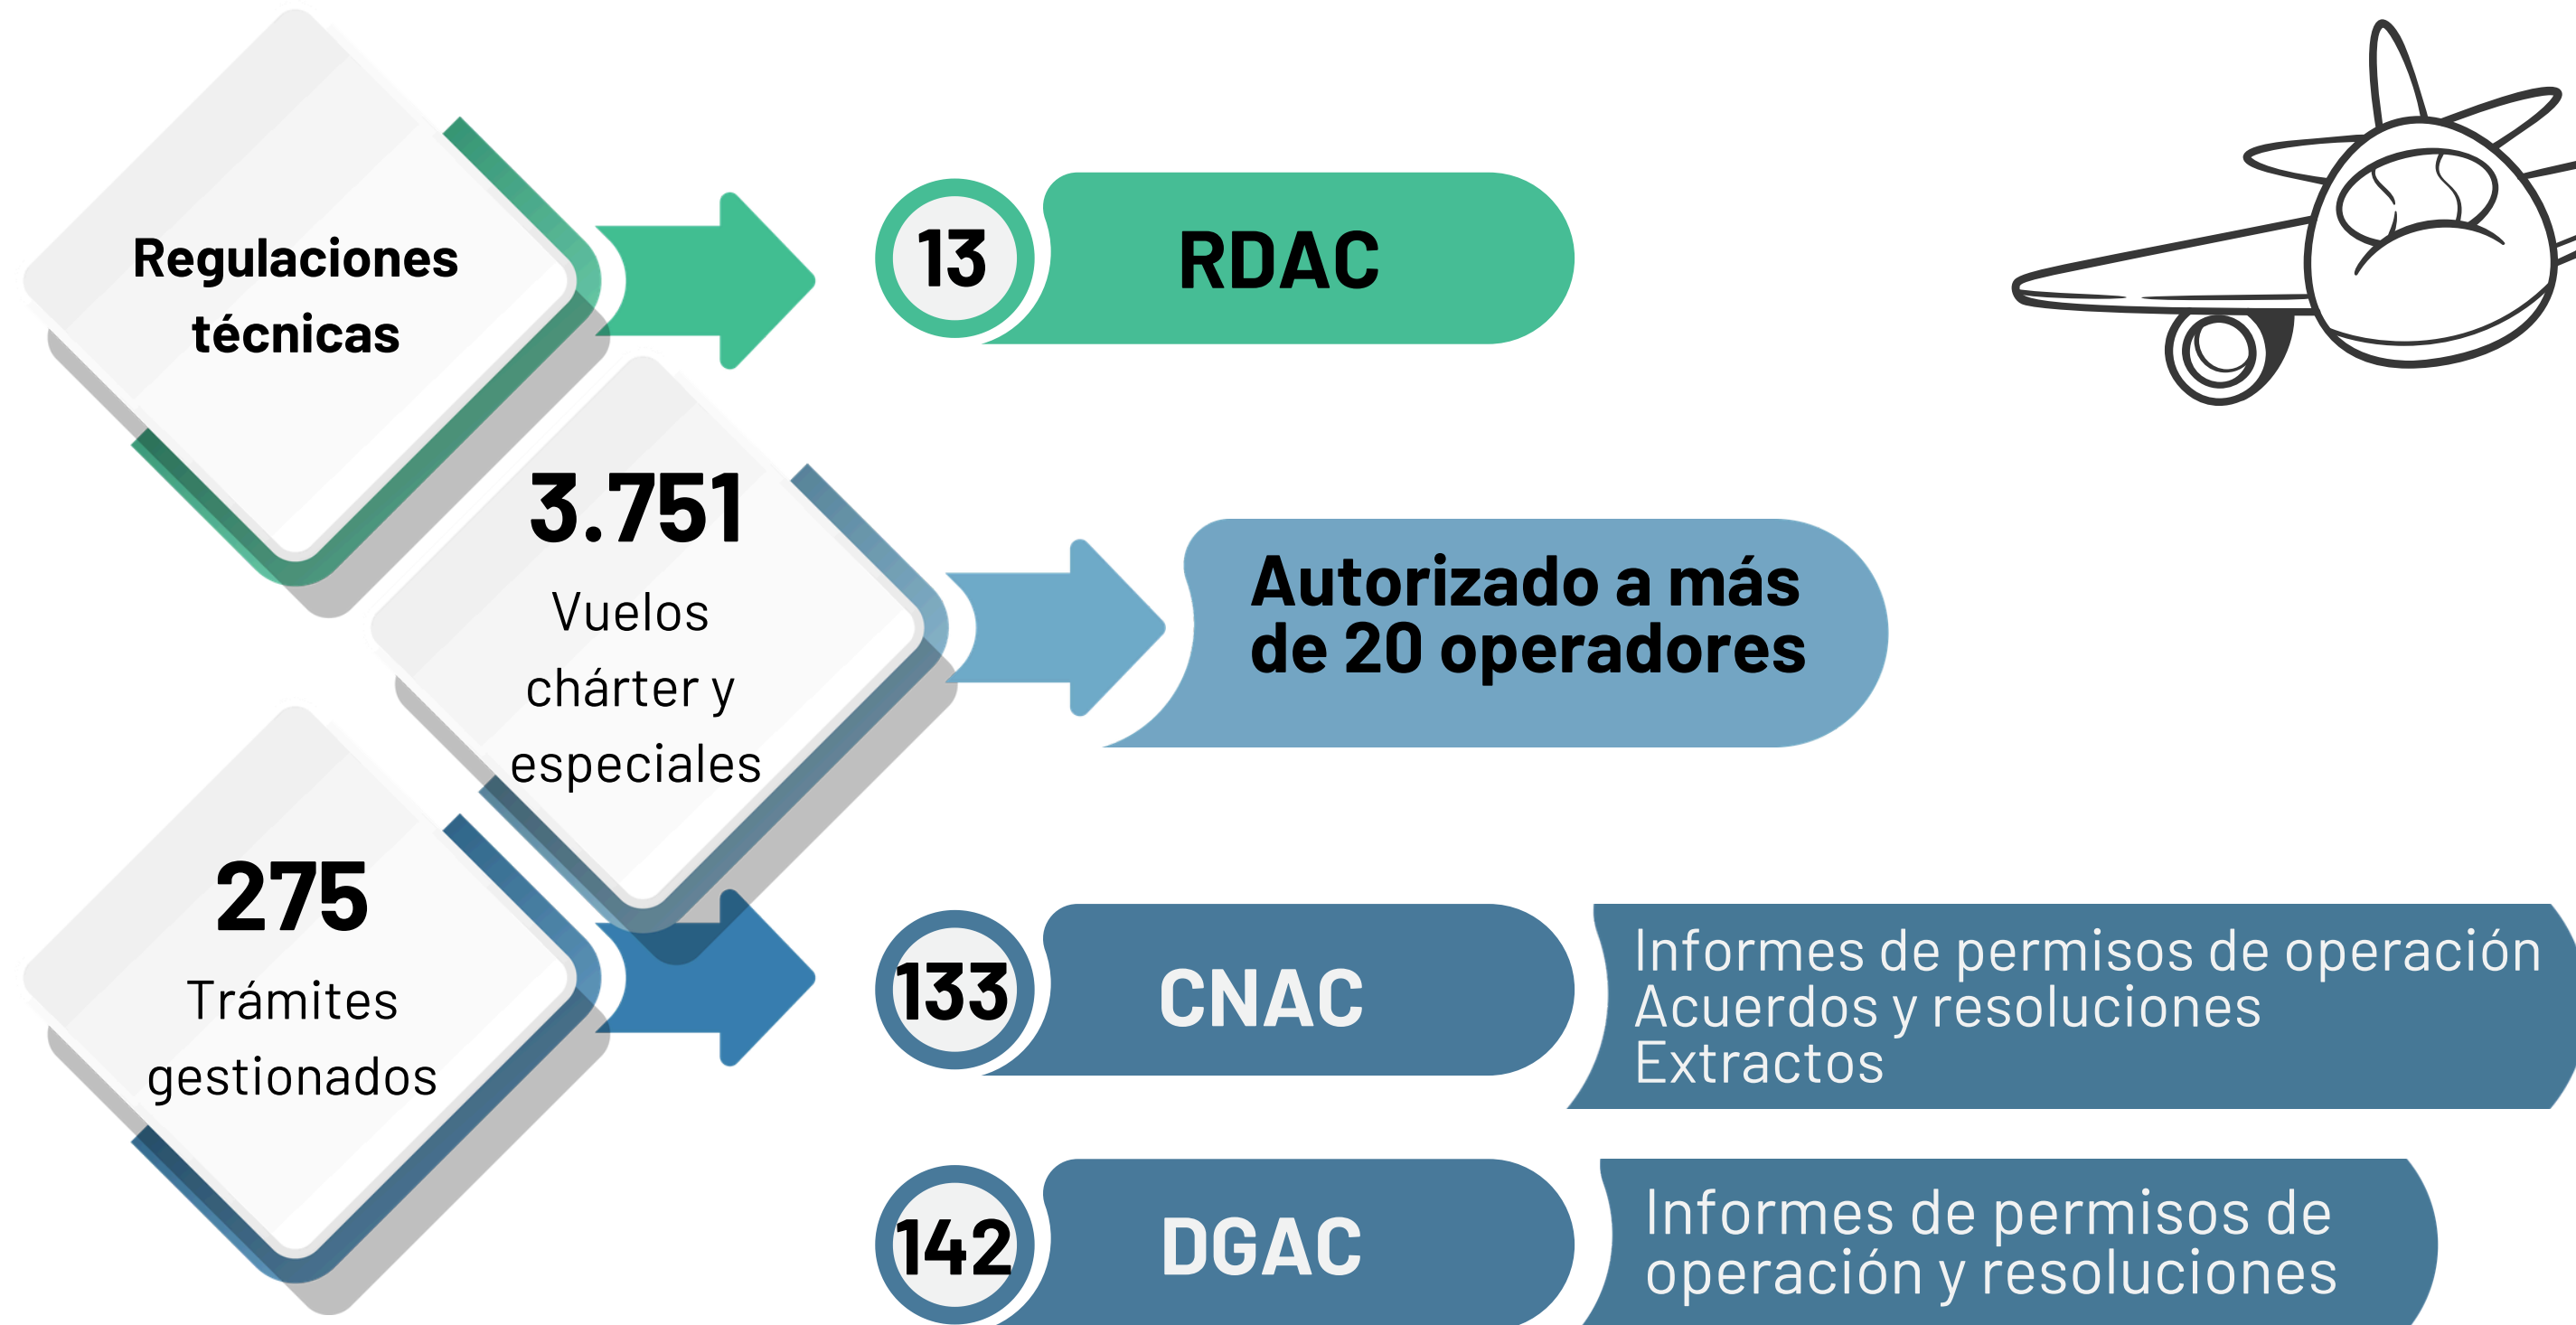 Regulaciones
técnicas
13
RDAC
3.751
Vuelos
chárter y
especiales
Autorizado a más
de 20 operadores
275
Trámites
gestionados
133
CNAC
Informes de permisos de operación
Acuerdos y resoluciones
Extractos
142
DGAC
Informes de permisos de
operación y resoluciones